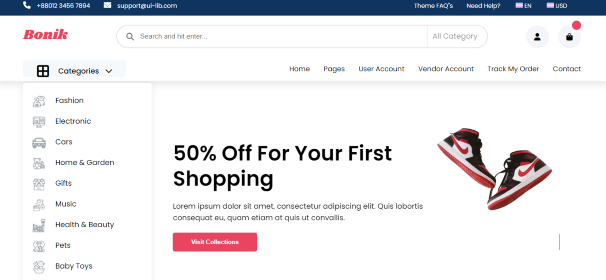 +88012 3456 7894 support@ui-lib.com Theme FAQ"s Need Help? EN USD
Bonik Search and hit enter... All Category
Categories Home Pages User Account Vendor Account Track My Order Contact
Fashion
Electronic
Cars
Home & Garden
Gifts
Music
Health & Beauty
Pets
Baby Toys
50% Off For Your First
Shopping
Lorem ipsum dolor sit amet, consectetur adipiscing elit. Quis lobortis
consequat eu, quam etiam at quis ut convallis.
Visit Collections